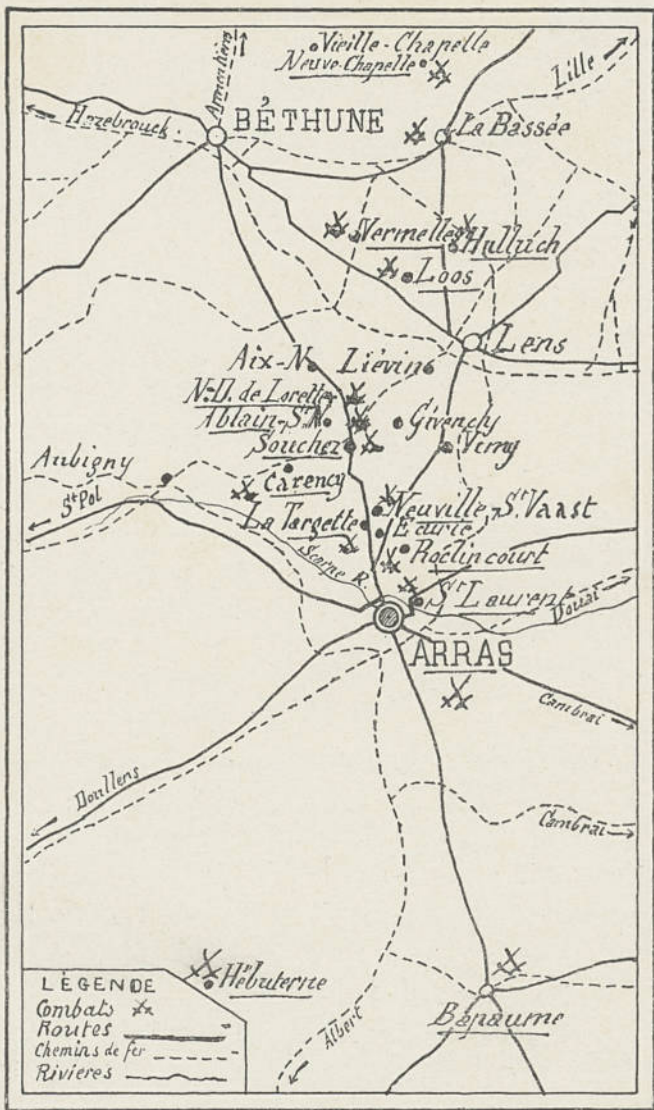 Vieille-Chapelle
Neuve-Chapelle
Armentières
Lille
Hazebrouck
BÉTHUNE
La Bassée
Vermelles
Hulluch
Loos
Lens
Aix-N.
Liévin
N.-D. de Lorette
Ablain-St N.
Givenchy
Souchez
Vimy
Aubigny
Carency
St Pol
Neuville-St Vaast
La Targette
Ecurie
Scarpe R.
Roclincourt
St Laurent
Douai
ARRAS
Cambrai
Doullens
Cambrai
Hébuterne
LÉGENDE
Combats
Routes
Chemins de fer
Rivières
Albert
Bapaume